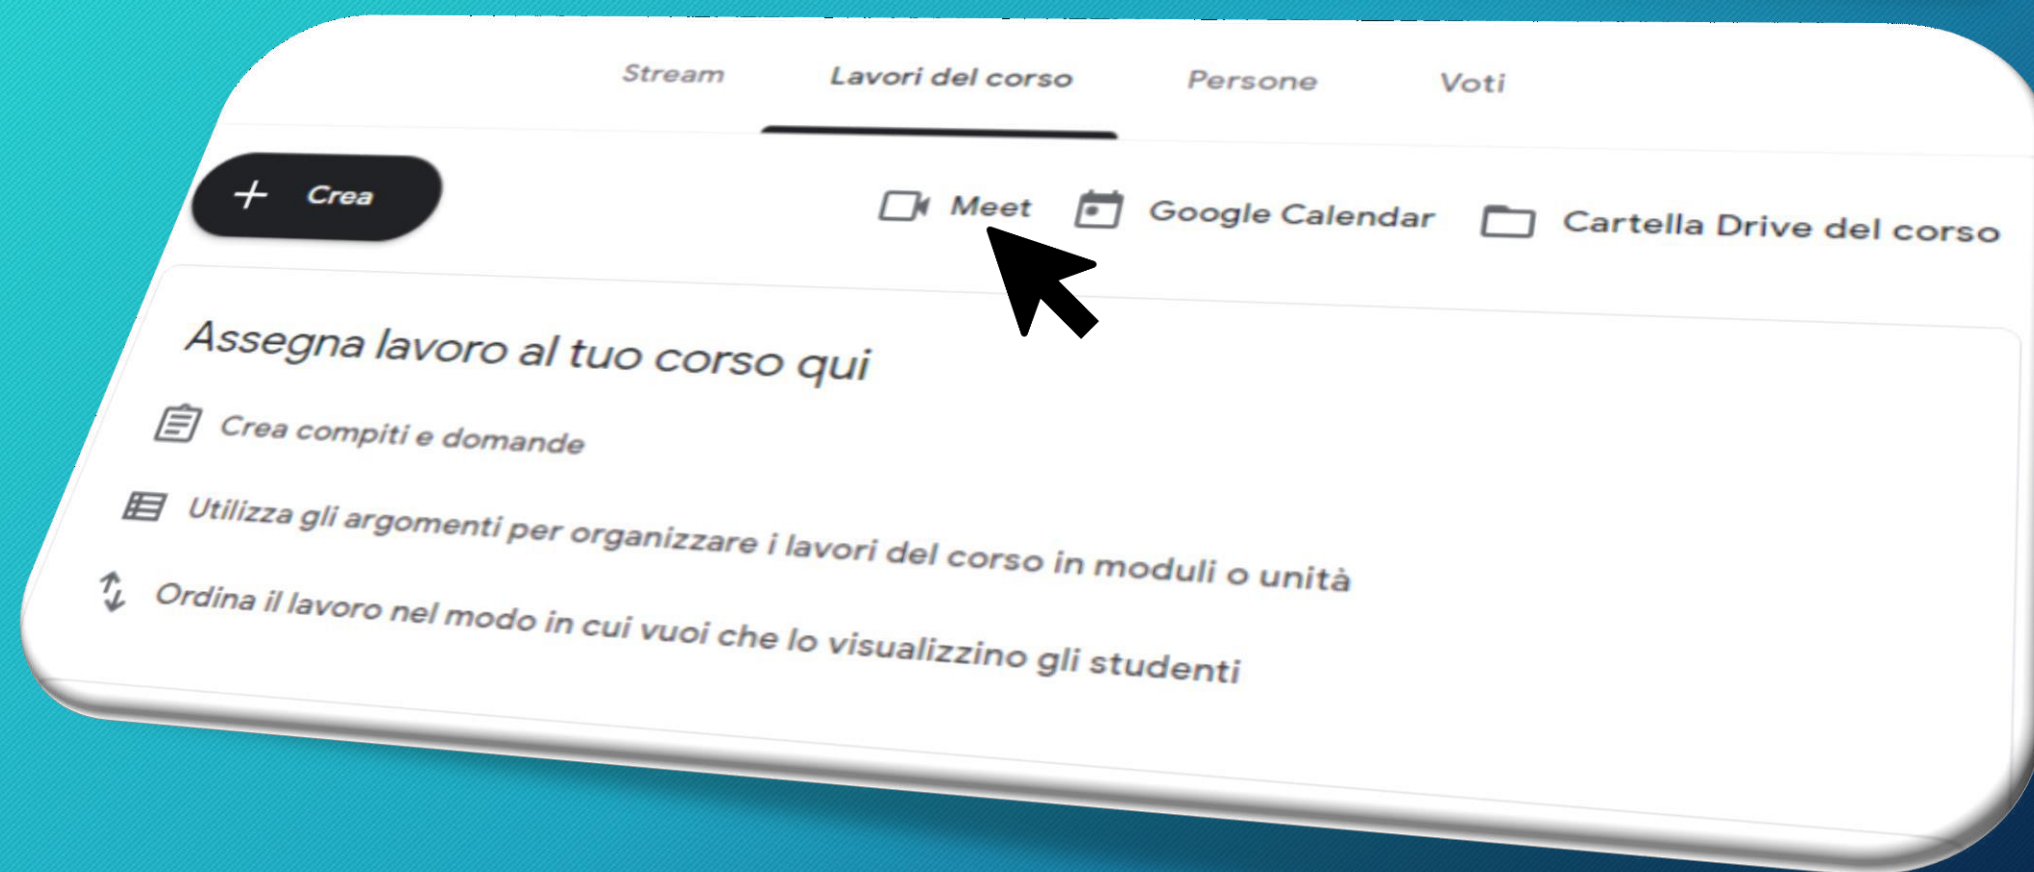 Stream Lavori del corso Persone Voti
Crea Meet Google Calendar Cartella Drive del corso
Assegna lavoro al tuo corso qui
Crea compiti e domande
Utilizza gli argomenti per organizzare i lavori del corso in moduli o unità
Ordina il lavoro nel modo in cui vuoi che lo visualizzino gli studenti